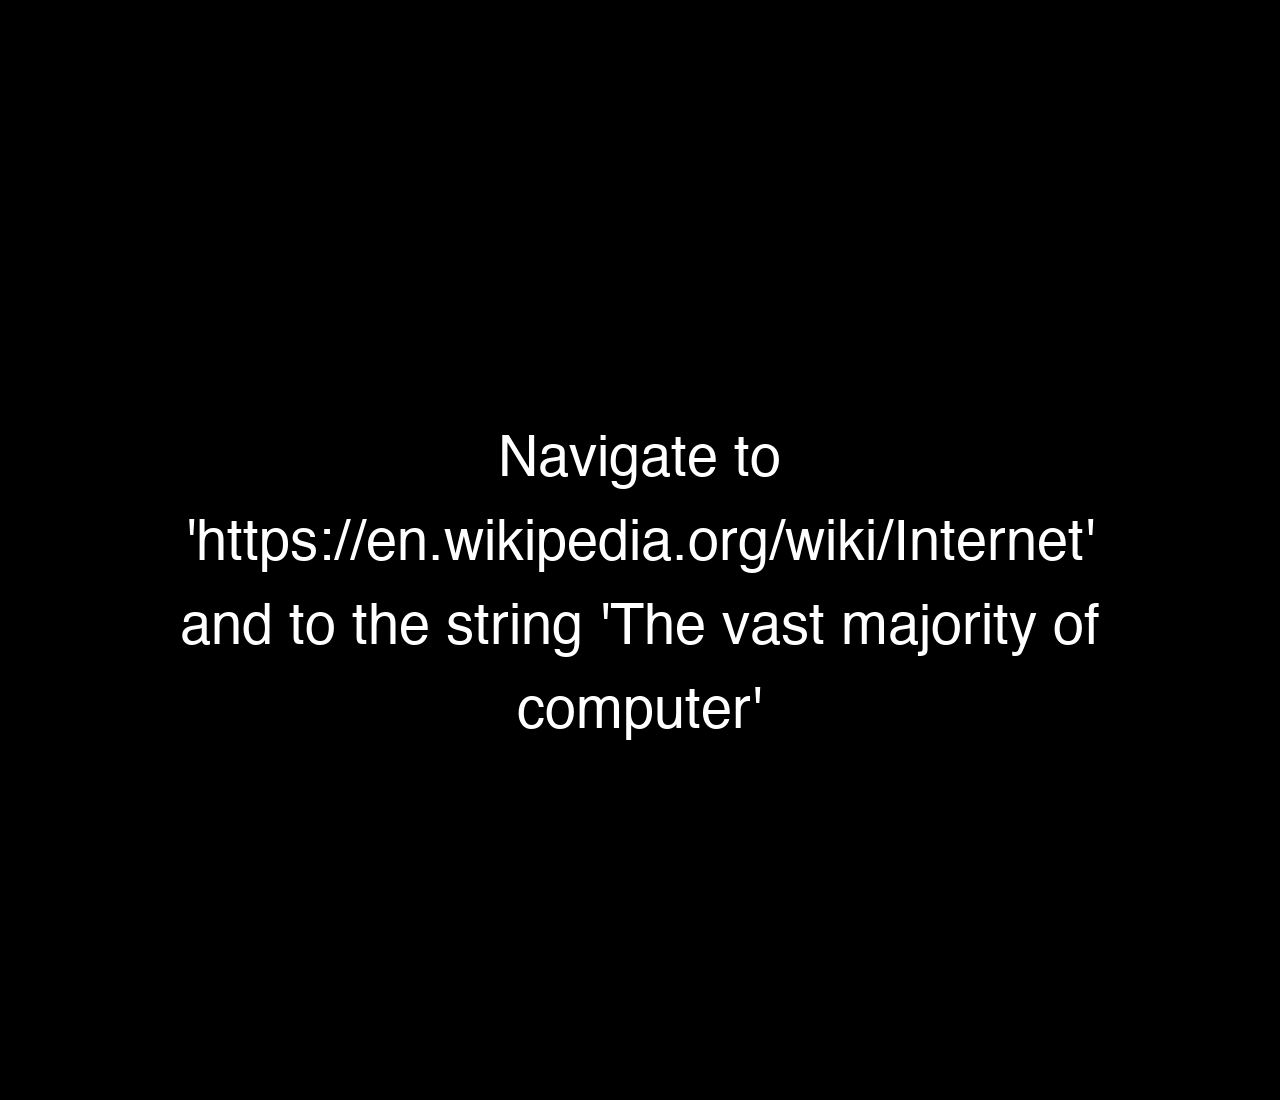 Navigate to
'https://en.wikipedia.org/wiki/Internet'
and to the string 'The vast majority of
computer'